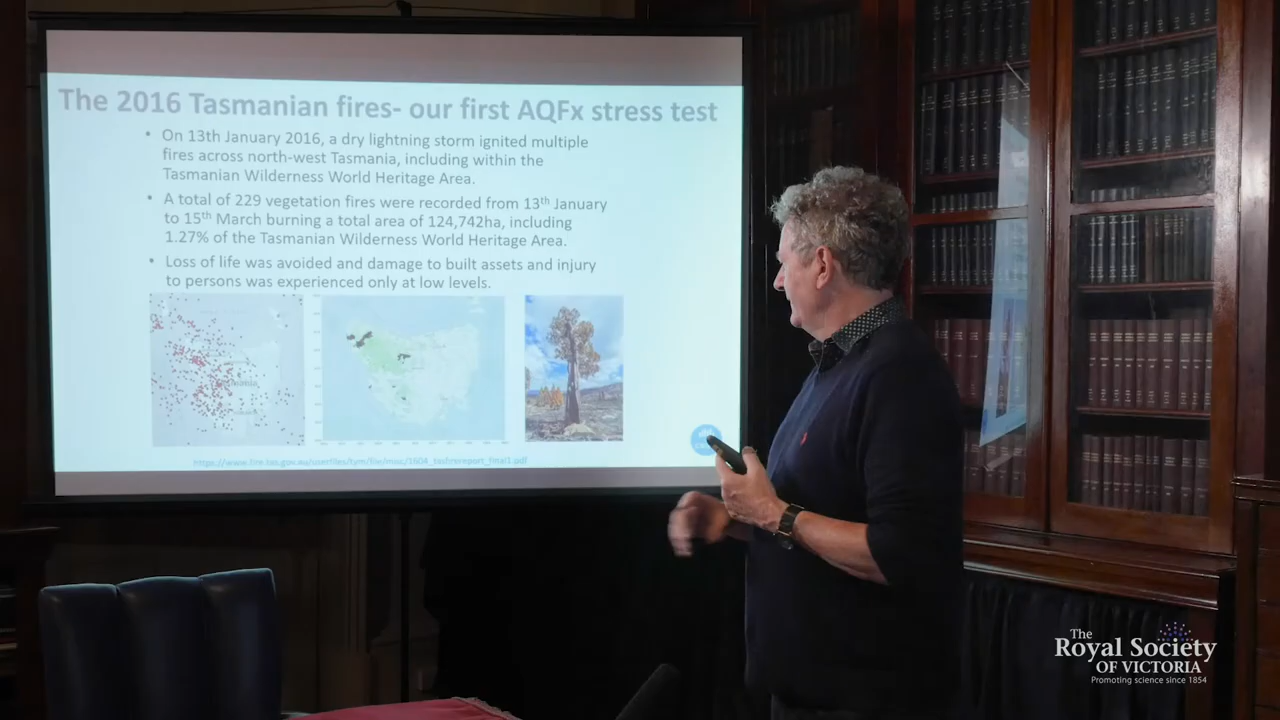 The 2016 Tasmanian fires- our first AQFx stress test
• On 13th January 2016, a dry lightning storm ignited multiple
fires across north-west Tasmania, including within the
Tasmanian Wilderness World Heritage Area.
• A total of 229 vegetation fires were recorded from 13th January
to 15th March burning a total area of 124,742ha, including
1.27% of the Tasmanian Wilderness World Heritage Area.
• Loss of life was avoided and damage to built assets and injury
to persons was experienced only at low levels.
The
Royal Society
OF VICTORIA
Promoting science since 1854